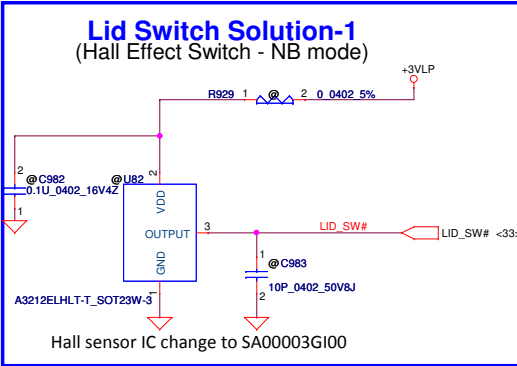 Lid Switch Solution-1
(Hall Effect Switch - NB mode)
+3VLP
R929 1 @ 2 0_0402_5%
2
@C982
0.1U_0402_16V4Z
1
@U82
2
VDD
OUTPUT
3
LID_SW#
LID_SW# <33>
GND
1
1
@C983
10P_0402_50V8J
2
A3212ELHLT-T_SOT23W-3
Hall sensor IC change to SA00003GI00